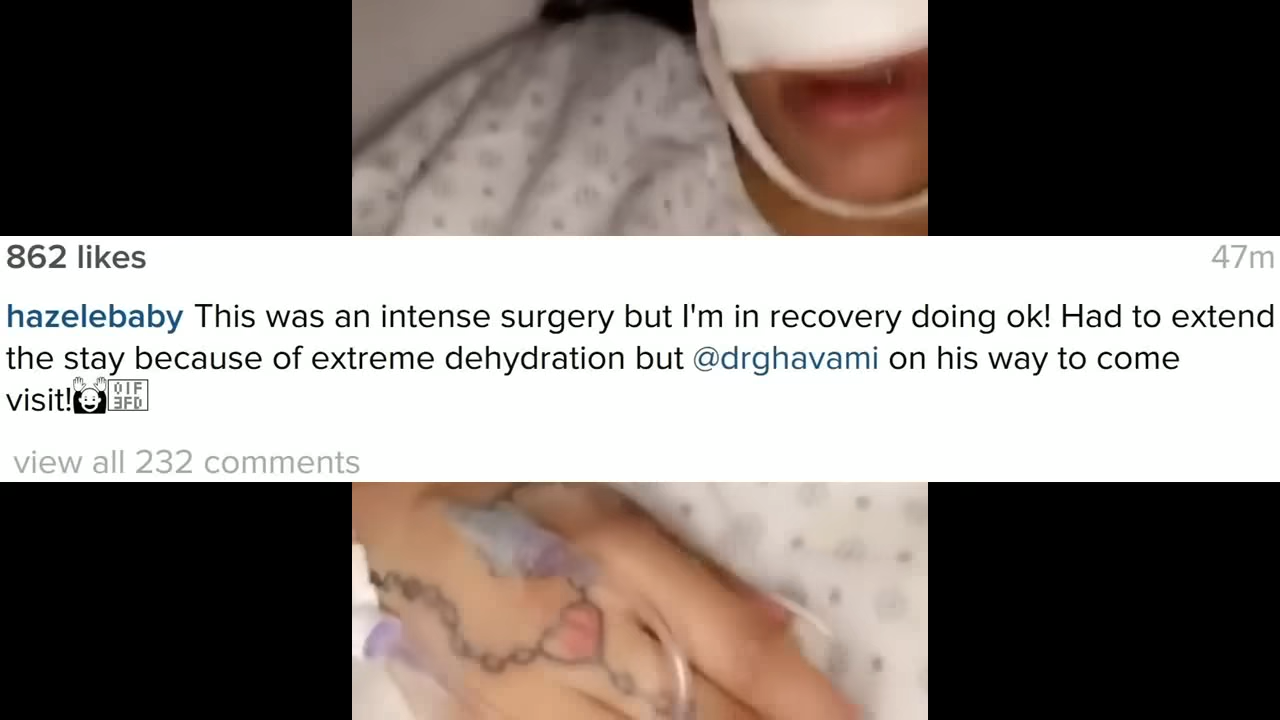 862 likes 47m
hazelebaby This was an intense surgery but I'm in recovery doing ok! Had to extend
the stay because of extreme dehydration but @drghavami on his way to come
visit!🙌 01F3FD
view all 232 comments